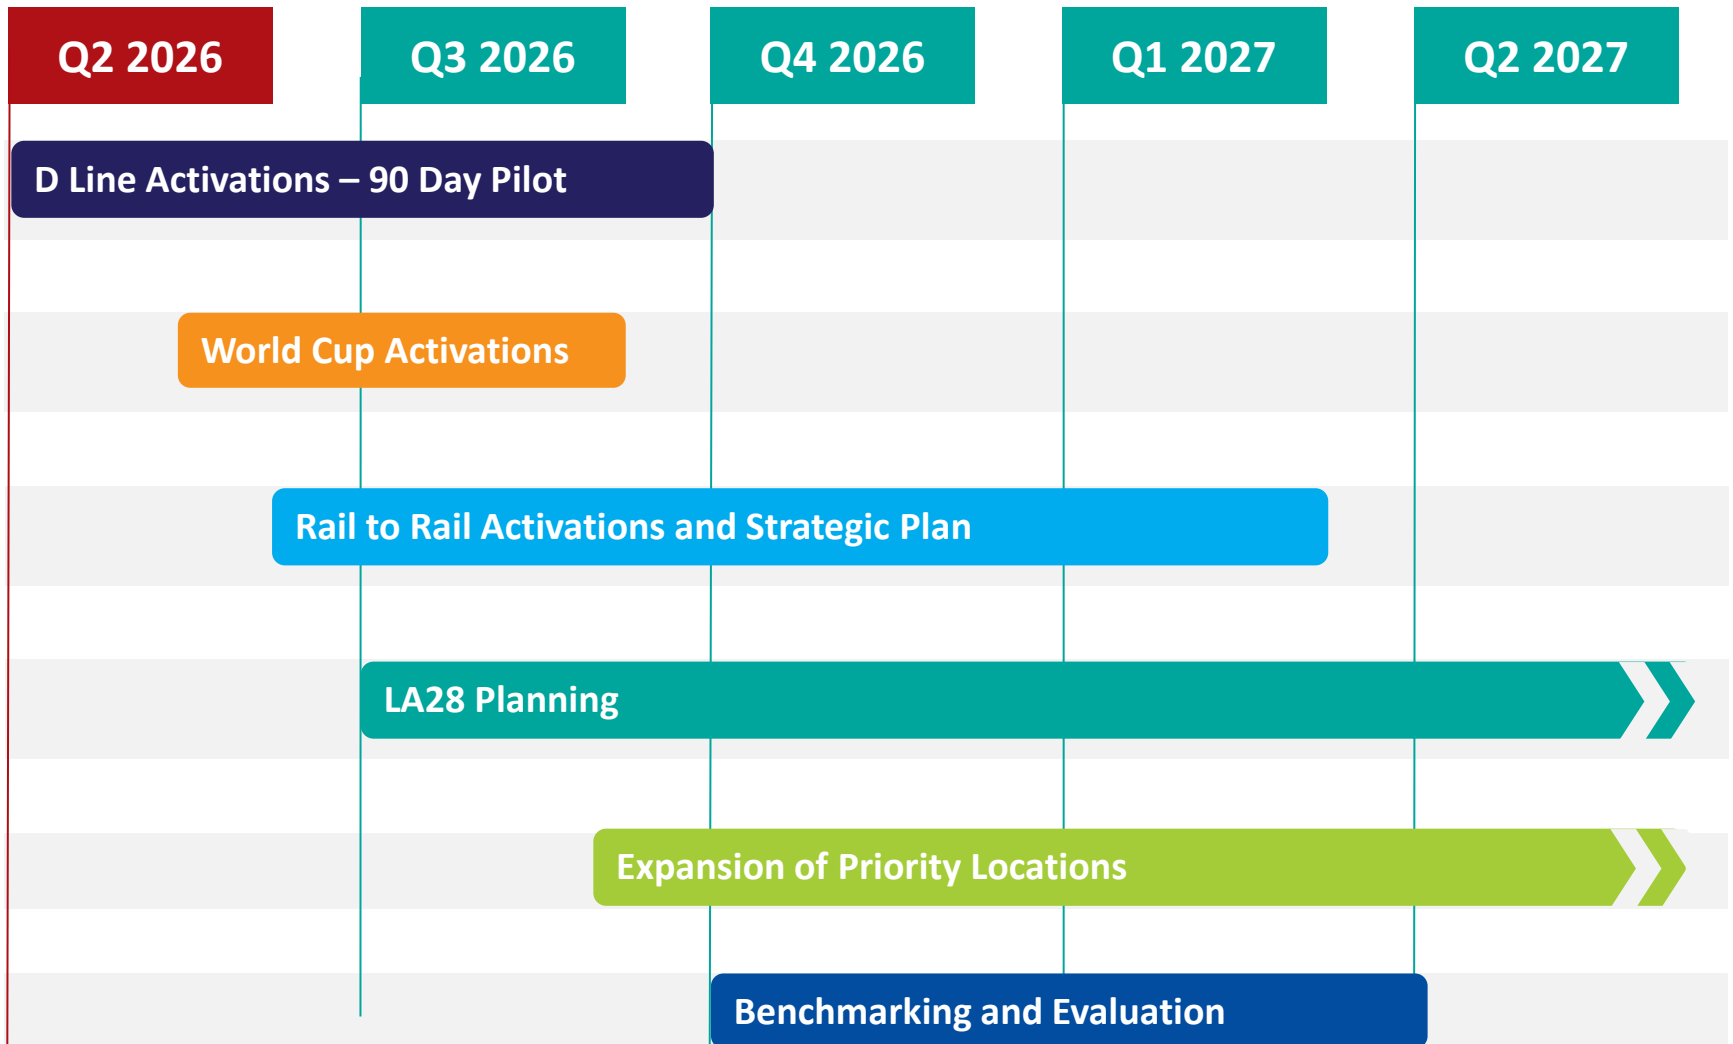 Q2 2026 Q3 2026 Q4 2026 Q1 2027 Q2 2027
D Line Activations – 90 Day Pilot
World Cup Activations
Rail to Rail Activations and Strategic Plan
LA28 Planning
Expansion of Priority Locations
Benchmarking and Evaluation